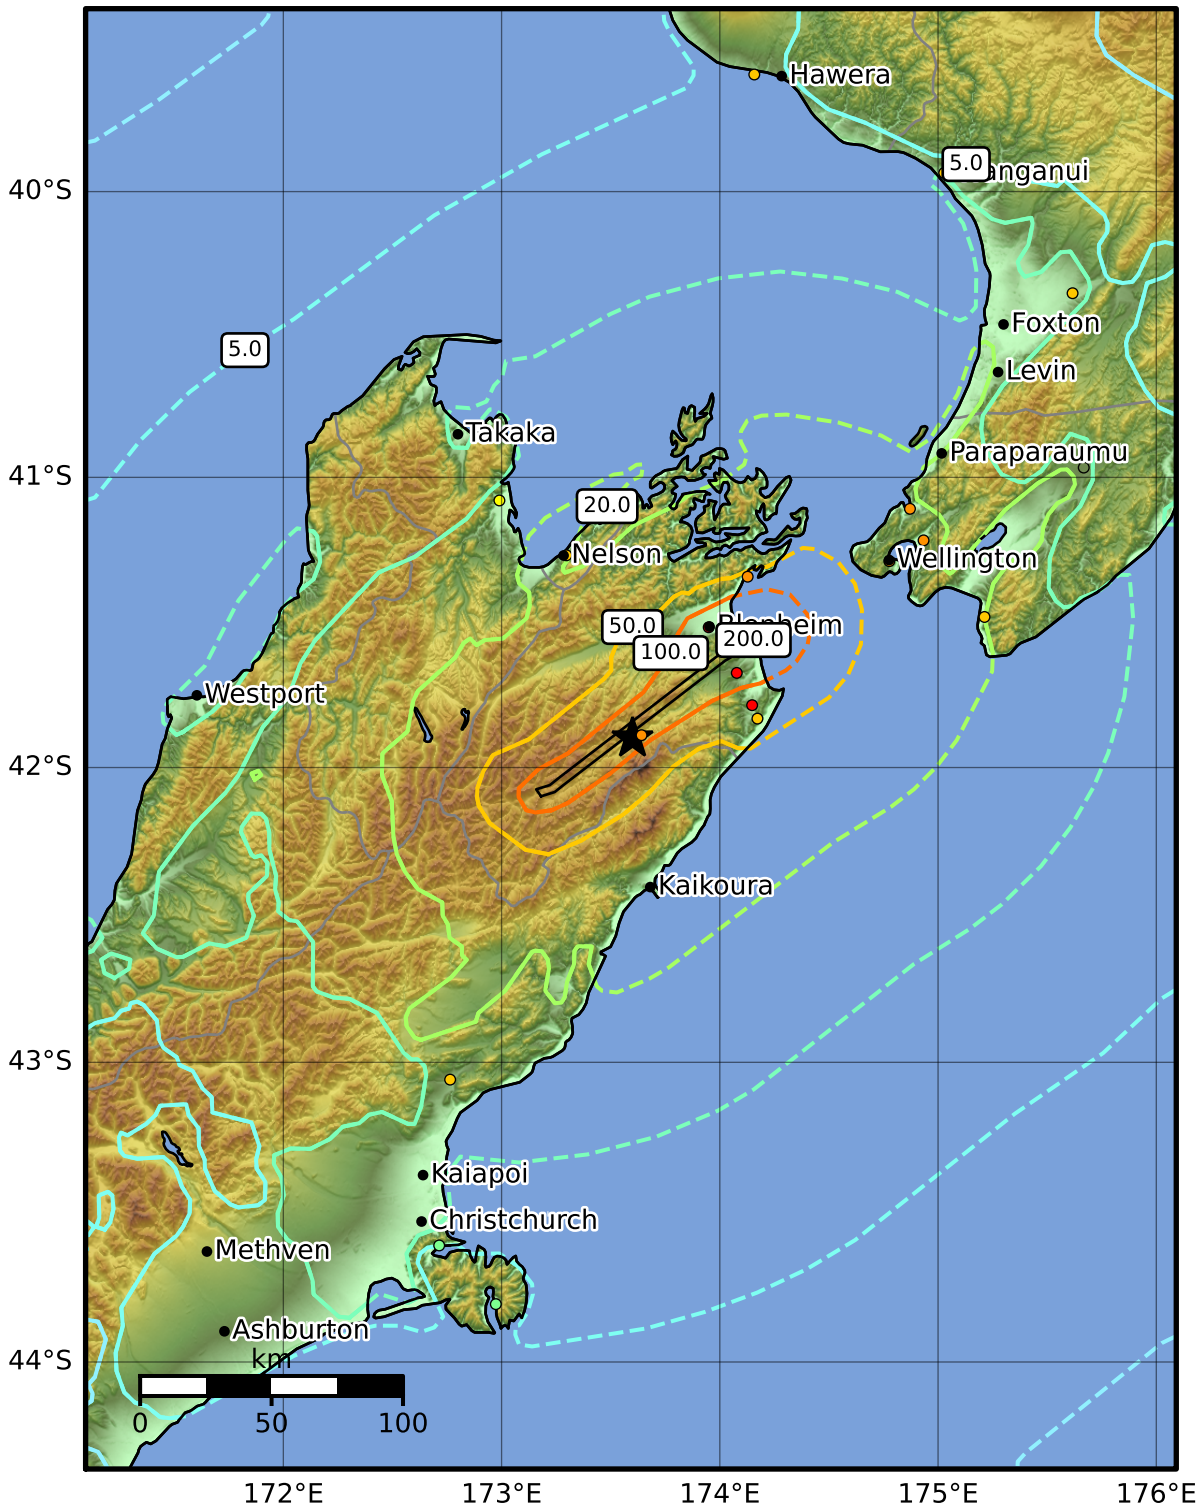 Hawera
5.0
anganui
40°S
Foxton
5.0
Levin
Takaka
Paraparaumu
41°S
20.0
Nelson
Wellington
50.0
Blenheim
100.0
200.0
Westport
42°S
Kaikoura
43°S
Kaiapoi
Christchurch
Methven
Ashburton
km
44°S
0
50
100
172°E
173°E
174°E
175°E
176°E